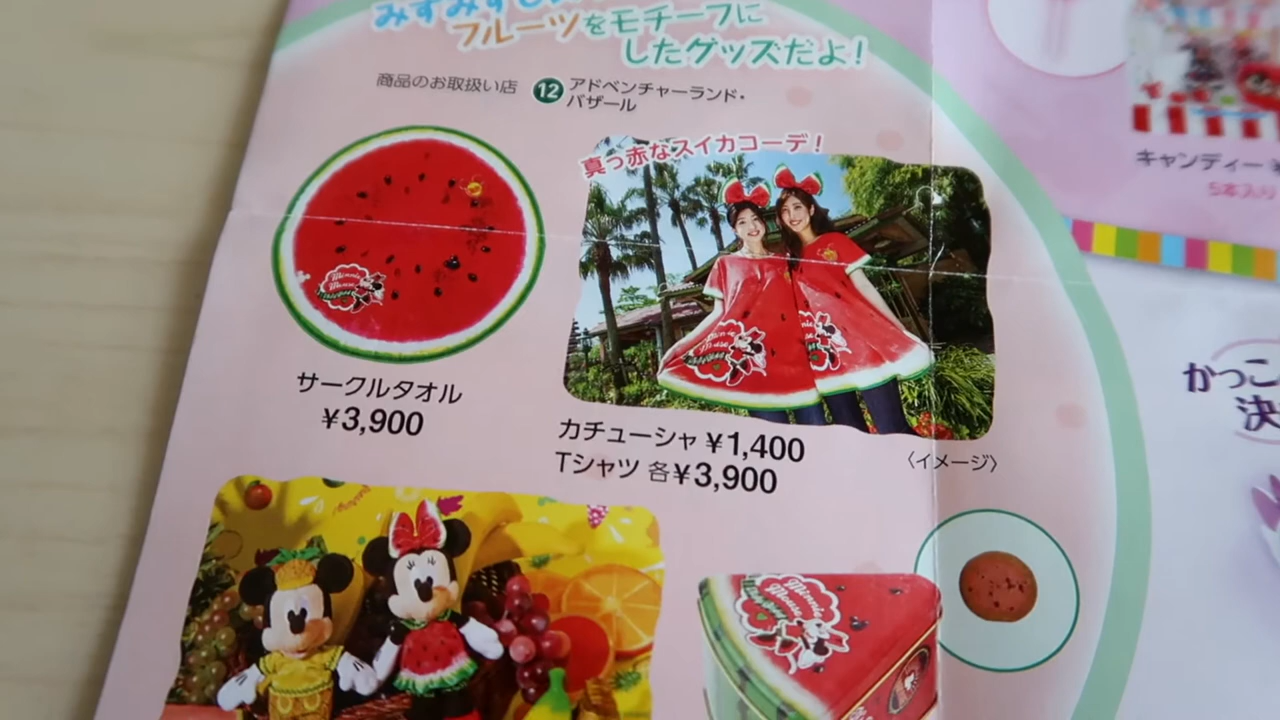 フルーツをモチーフに
したグッズだよ!
商品のお取扱い店 12 アドベンチャーランド・
バザール
真っ赤なスイカコーデ!
Minnie
Mouse
サークルタオル
¥3,900
カチューシャ ¥1,400
Tシャツ 各¥3,900
〈イメージ〉
Minnie
Mouse
キャンディー
5本入り
かっこ
決